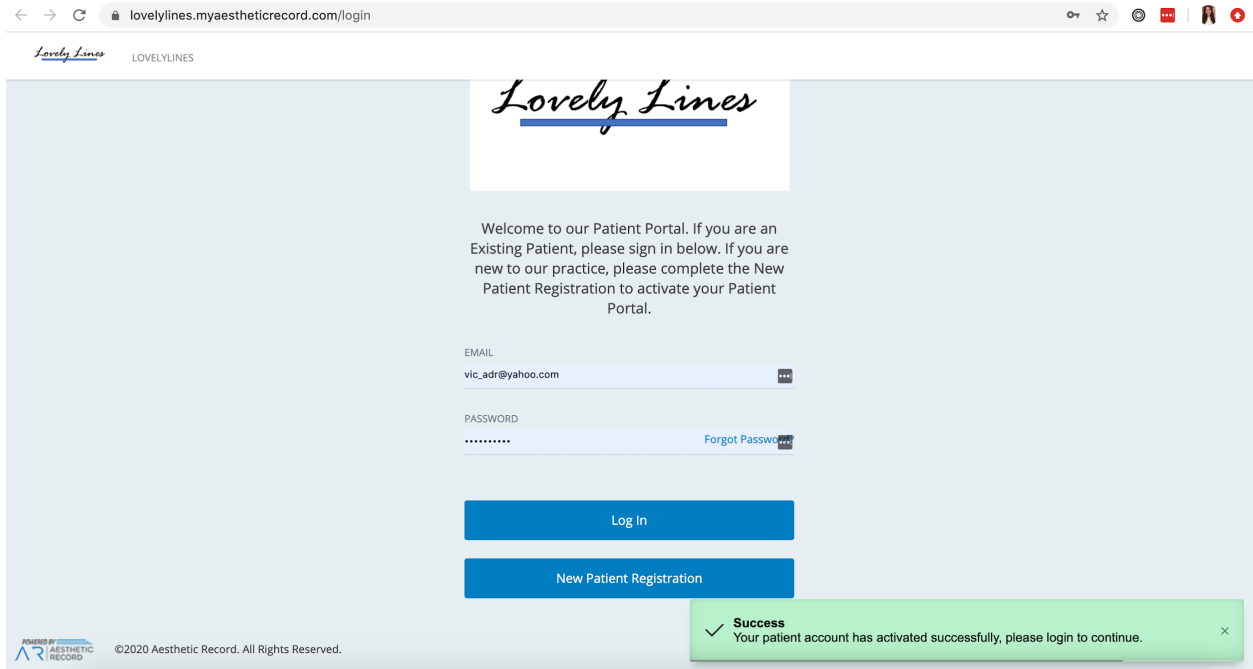 lovelylines.myaestheticrecord.com/login
Lovely Lines LOVELYLINES
Lovely Lines
Welcome to our Patient Portal. If you are an
Existing Patient, please sign in below. If you are
new to our practice, please complete the New
Patient Registration to activate your Patient
Portal.
EMAIL
vic_adr@yahoo.com
PASSWORD
•••••••••• Forgot Password?
Log In
New Patient Registration
Success
Your patient account has activated successfully, please login to continue.
POWERED BY
AR AESTHETIC
RECORD
©2020 Aesthetic Record. All Rights Reserved.